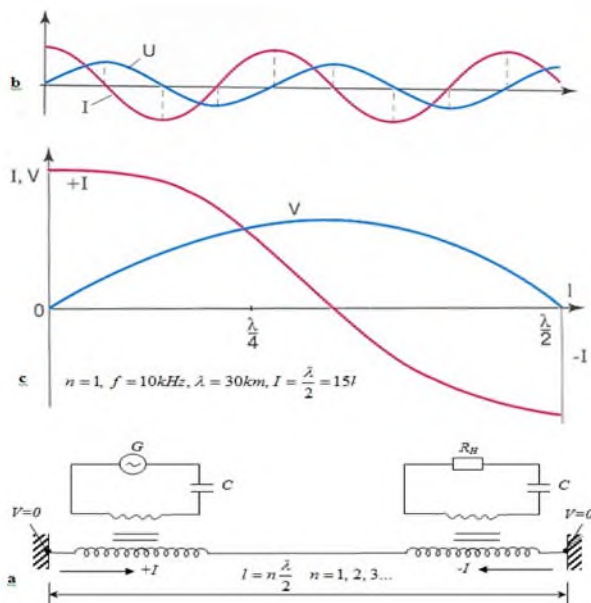 b
U
I
I, V
+I
V
0
λ/4
λ/2
l
-I
c n = 1, f = 10kHz, λ = 30km, I = λ/2 = 15l
G
C
R_H
C
V=0
V=0
+I
-I
a
l = n λ/2 n = 1, 2, 3...